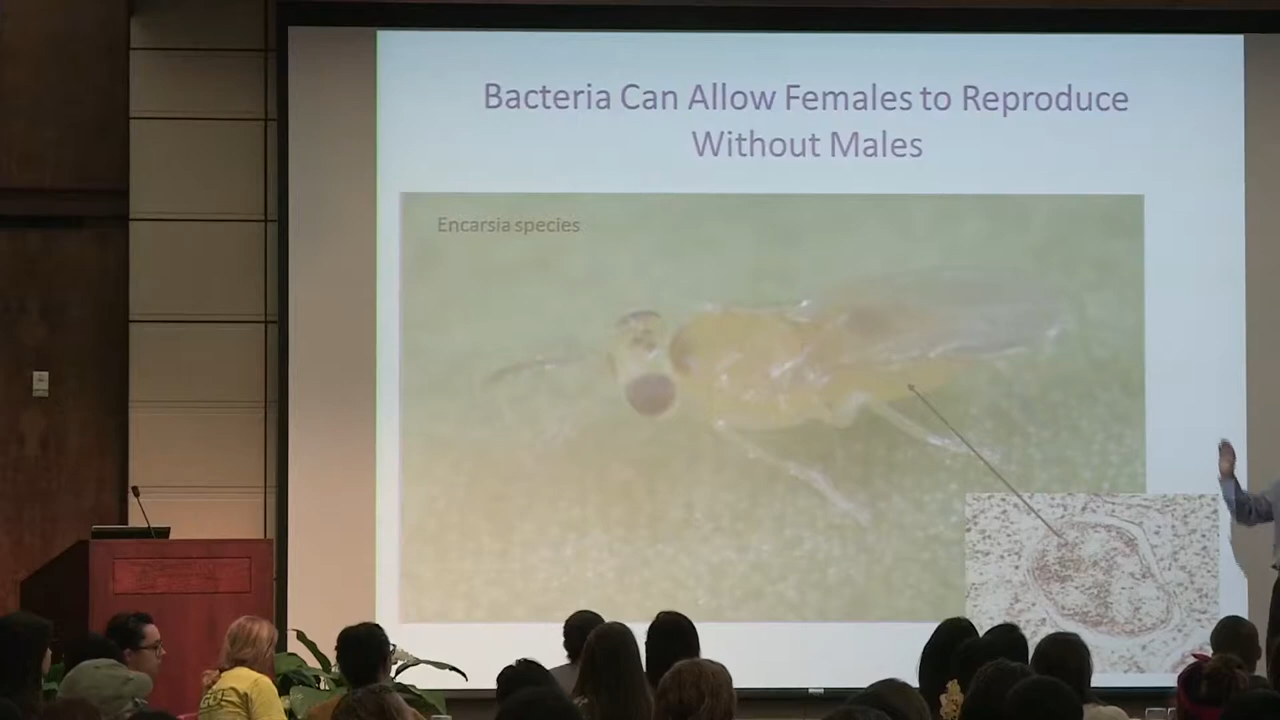 Bacteria Can Allow Females to Reproduce
Without Males
Encarsia species